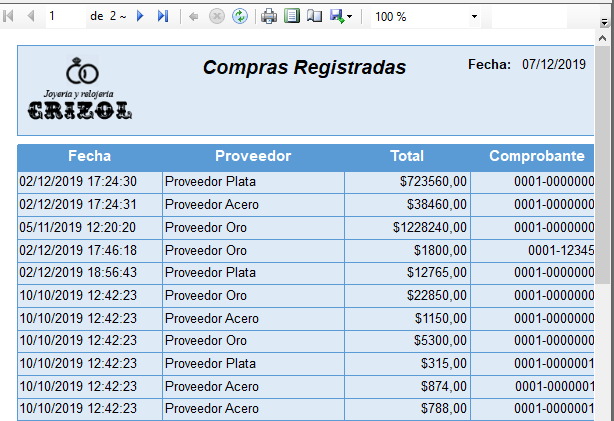 1 de 2 ~ 100 %
Compras Registradas Fecha: 07/12/2019
Joyería y relojería
GRIZOL
Fecha Proveedor Total Comprobante
02/12/2019 17:24:30 Proveedor Plata $723560,00 0001-0000000
02/12/2019 17:24:31 Proveedor Acero $38460,00 0001-0000000
05/11/2019 12:20:20 Proveedor Oro $1228240,00 0001-0000000
02/12/2019 17:46:18 Proveedor Oro $1800,00 0001-12345
02/12/2019 18:56:43 Proveedor Plata $12765,00 0001-0000000
10/10/2019 12:42:23 Proveedor Oro $22850,00 0001-0000000
10/10/2019 12:42:23 Proveedor Acero $1150,00 0001-0000000
10/10/2019 12:42:23 Proveedor Oro $5300,00 0001-0000000
10/10/2019 12:42:23 Proveedor Plata $315,00 0001-0000001
10/10/2019 12:42:23 Proveedor Acero $874,00 0001-0000001
10/10/2019 12:42:23 Proveedor Acero $788,00 0001-0000001